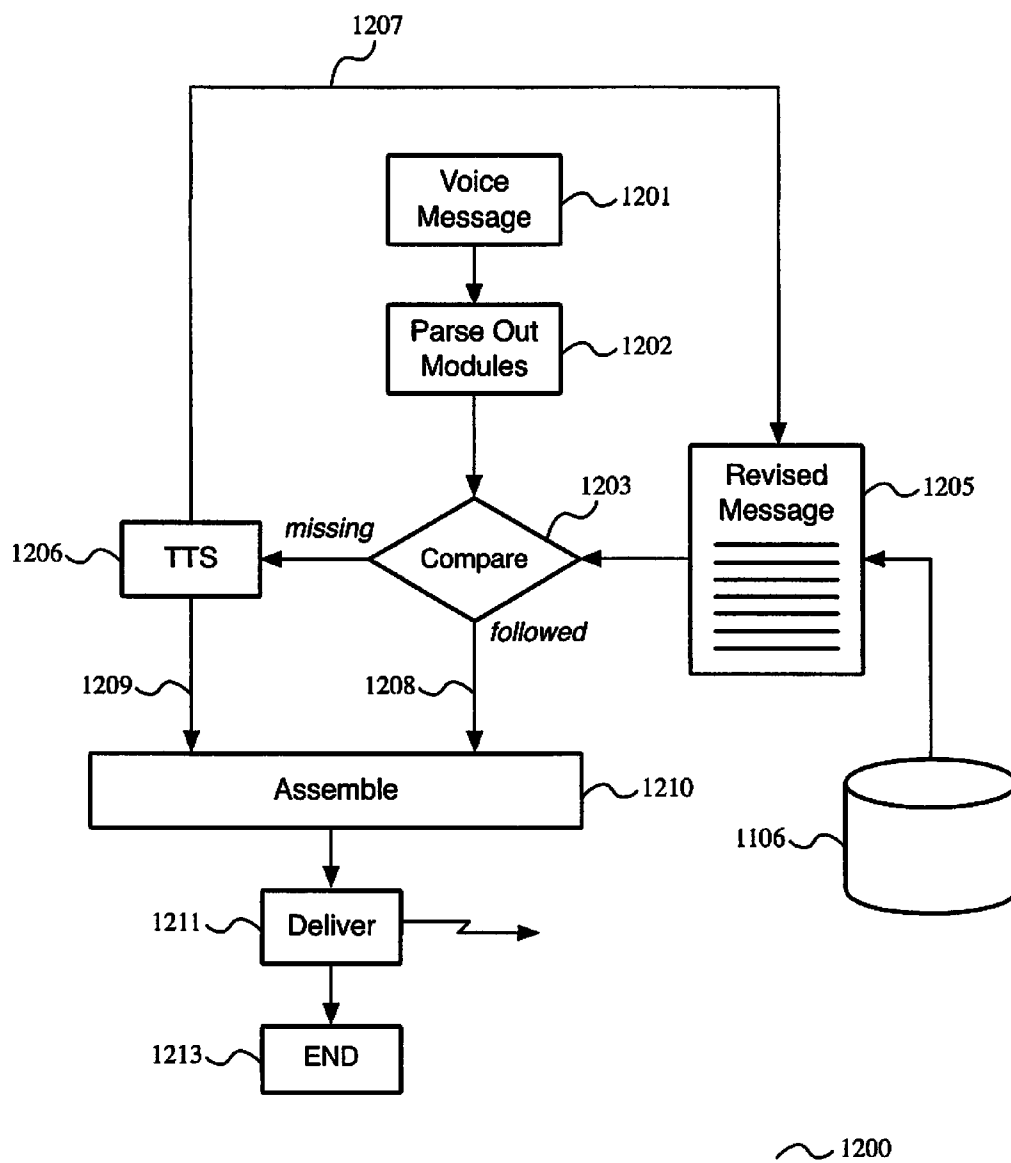 1207
Voice
Message
1201
Parse Out
Modules
1202
Revised
Message
1205
1203
missing
Compare
1206
TTS
followed
1209
1208
Assemble
1210
1106
1211
Deliver
1213
END
1200